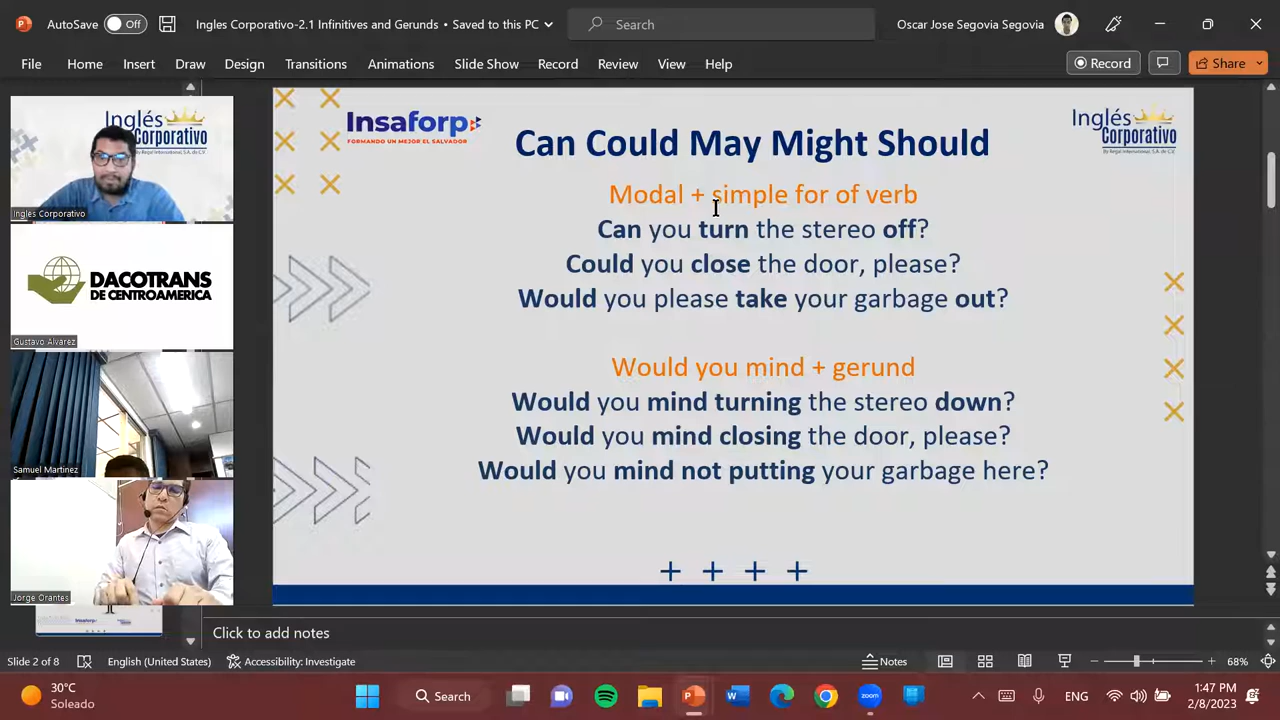 AutoSave Off Ingles Corporativo-2.1 Infinitives and Gerunds • Saved to this PC Search Oscar Jose Segovia Segovia
File Home Insert Draw Design Transitions Animations Slide Show Record Review View Help Record Share
Inglés
Corporativo
Ingles Corporativo
DACOTRANS
DE CENTROAMERICA
Gustavo Alvarez
Samuel Martinez
Jorge Orantes
Insaforp
FORMANDO UN MEJOR EL SALVADOR
Inglés
Corporativo
By Regal International, S.A. de C.V.
Can Could May Might Should
Modal + simple for of verb
Can you turn the stereo off?
Could you close the door, please?
Would you please take your garbage out?
Would you mind + gerund
Would you mind turning the stereo down?
Would you mind closing the door, please?
Would you mind not putting your garbage here?
Click to add notes
Slide 2 of 8 English (United States) Accessibility: Investigate Notes 68%
30°C
Soleado
Search
zoom
ENG
1:47 PM
2/8/2023